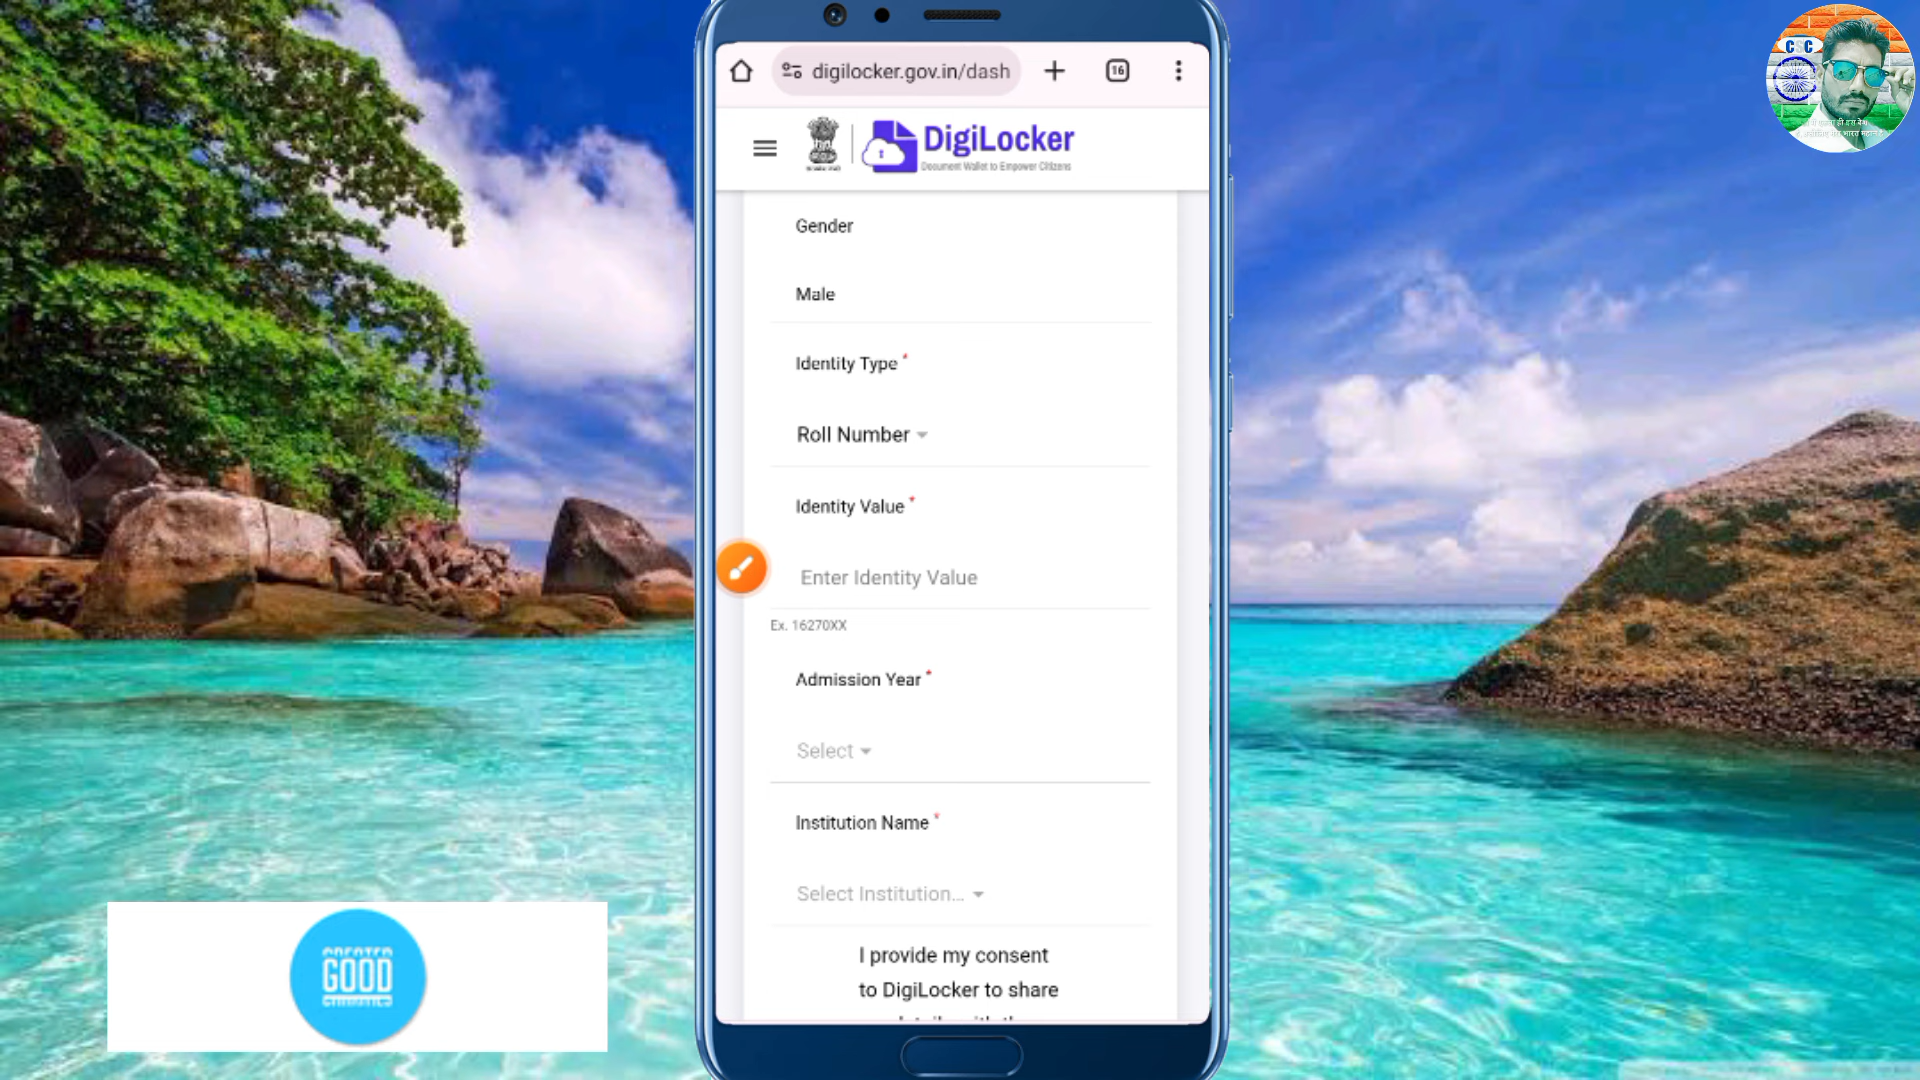 digilocker.gov.in/dash
16
DigiLocker
Document Wallet to Empower Citizens
Gender
Male
Identity Type *
Roll Number
Identity Value *
Enter Identity Value
Ex. 16270XX
Admission Year *
Select
Institution Name *
Select Institution...
I provide my consent
to DigiLocker to share
CSC
GOOD